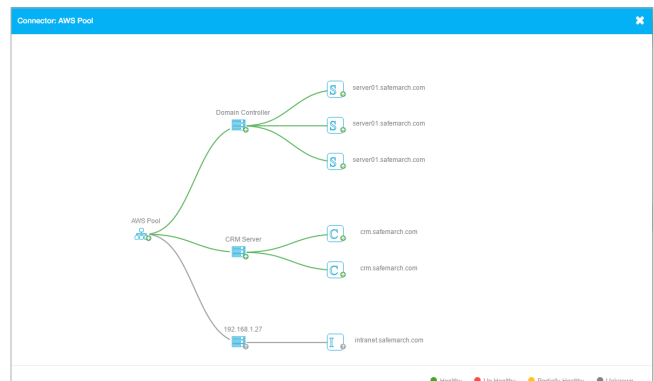 Connector: AWS Pool
server01.safemarch.com
Domain Controller
server01.safemarch.com
server01.safemarch.com
AWS Pool
crm.safemarch.com
CRM Server
crm.safemarch.com
192.168.1.27
intranet.safemarch.com
S
S
S
C
C
I
Healthy Un Healthy Partially Healthy Unknown